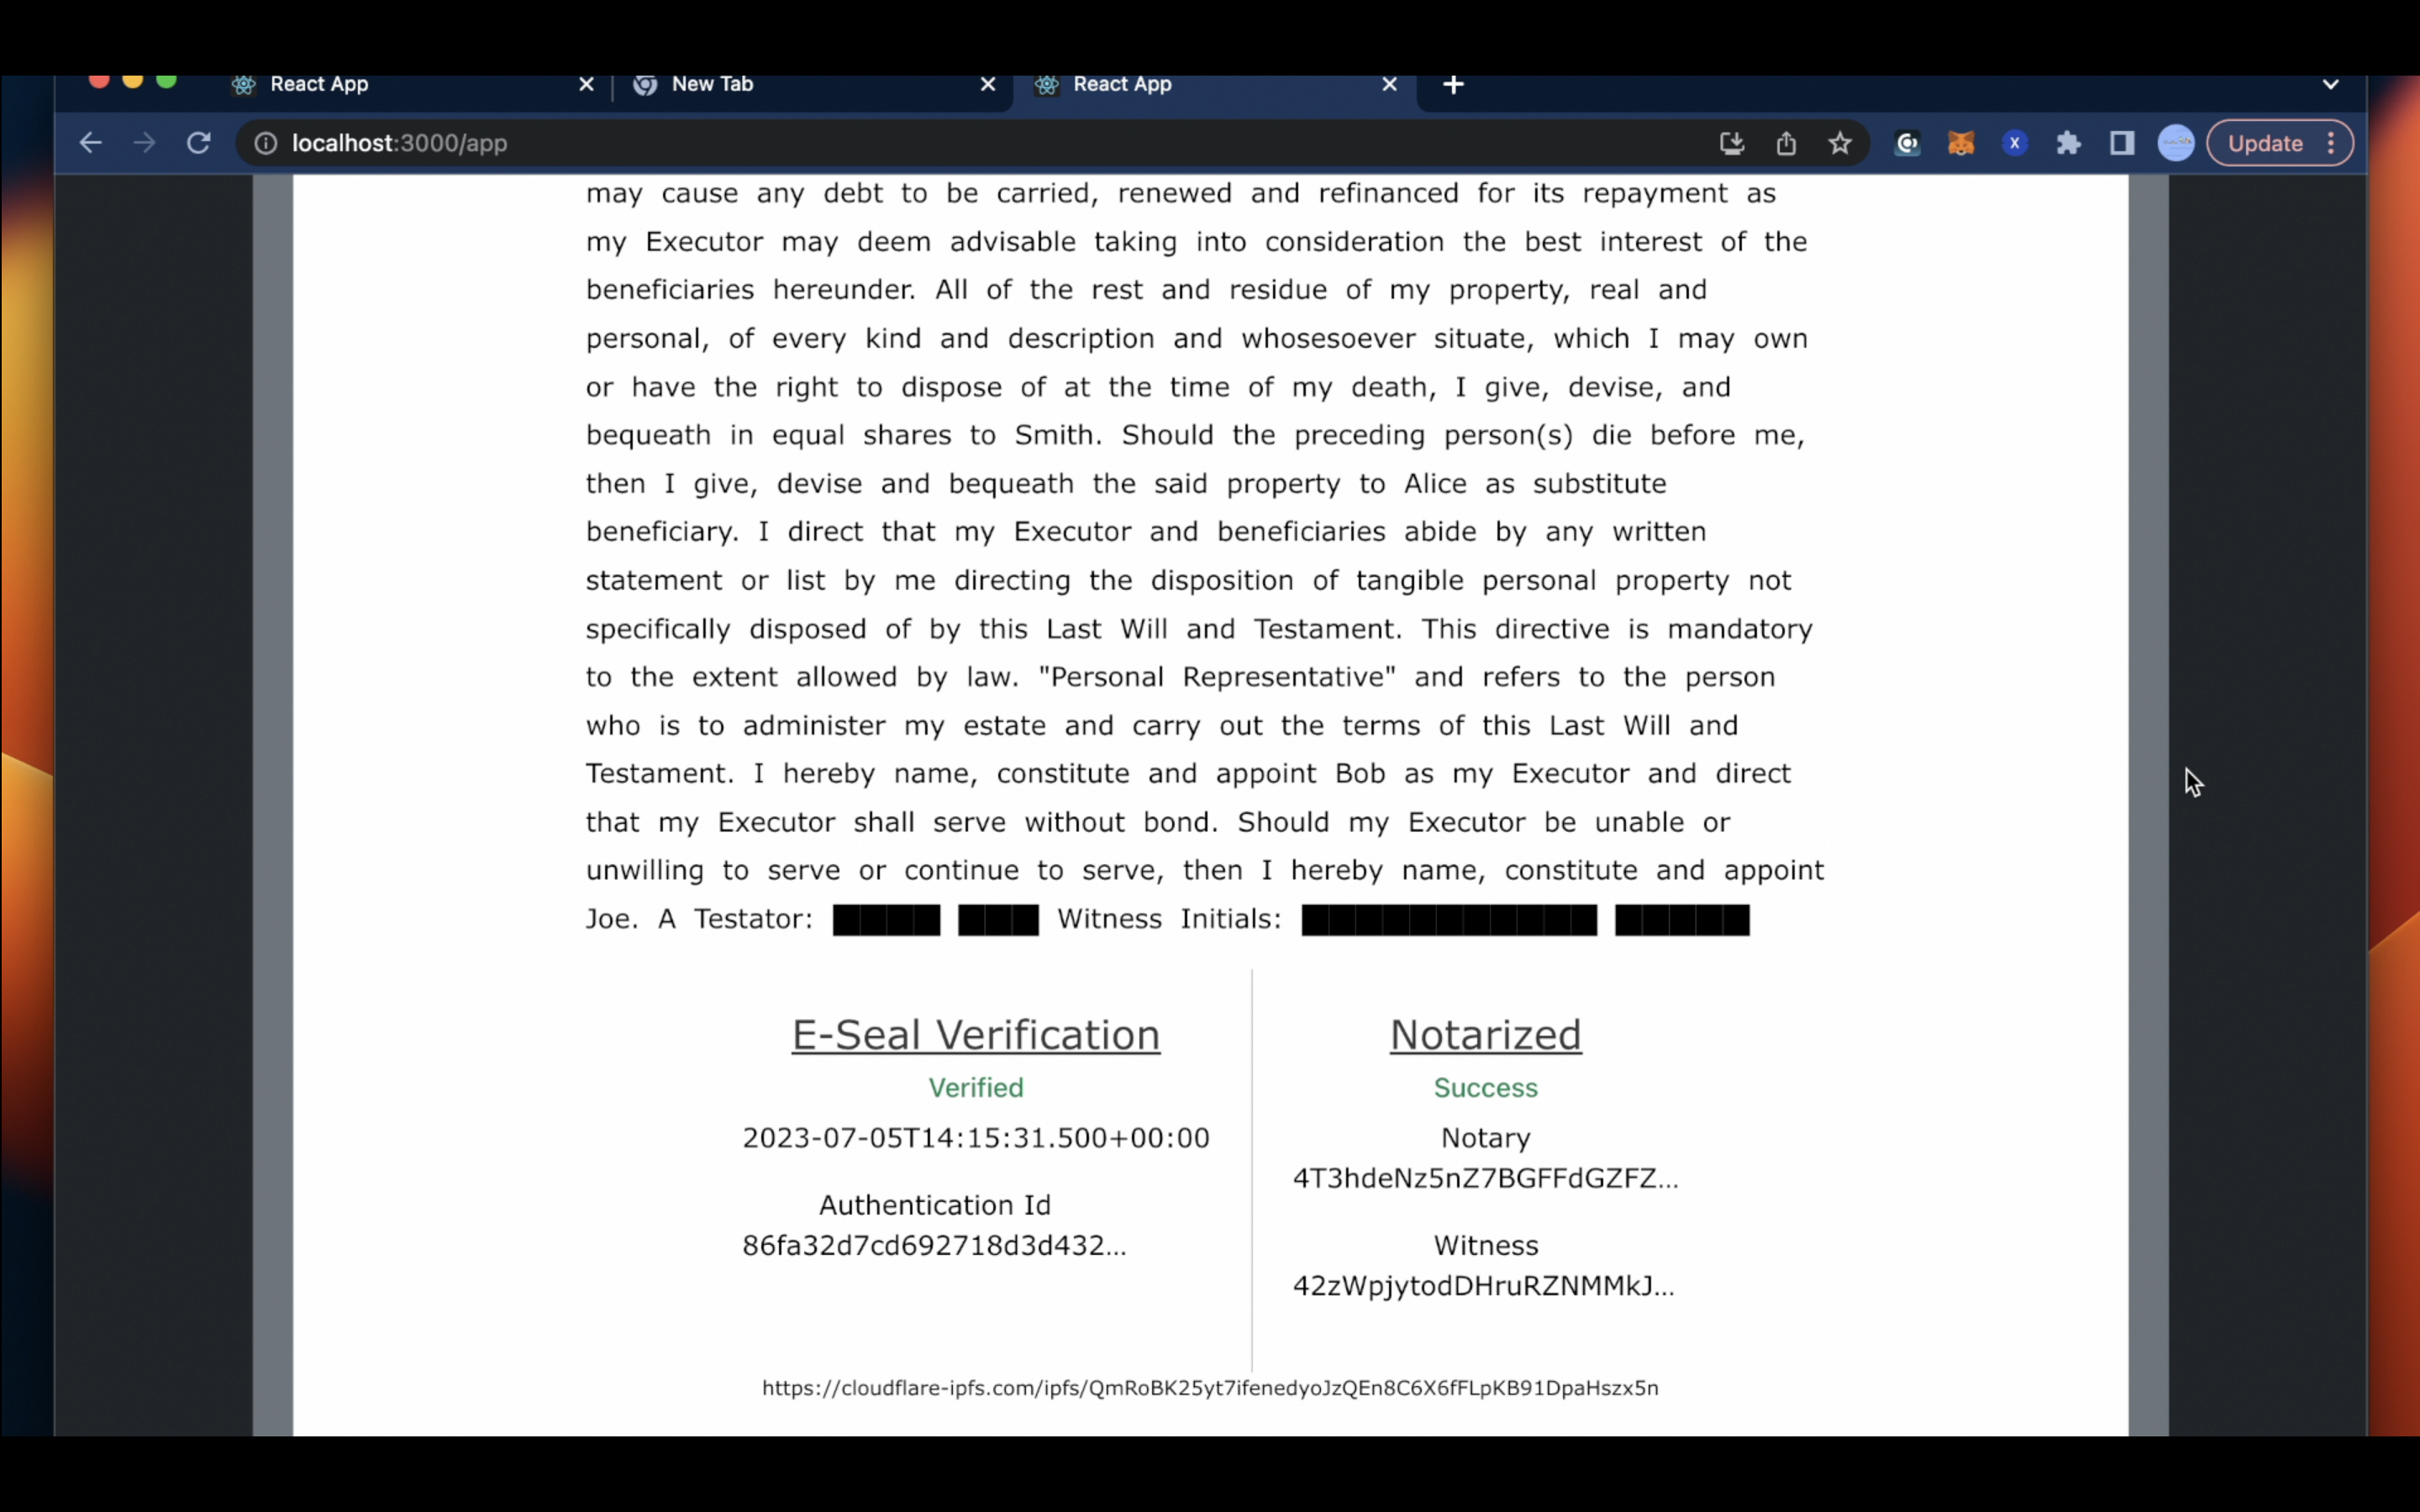 React App
New Tab
React App
localhost:3000/app
Update
may cause any debt to be carried, renewed and refinanced for its repayment as
my Executor may deem advisable taking into consideration the best interest of the
beneficiaries hereunder. All of the rest and residue of my property, real and
personal, of every kind and description and whosesoever situate, which I may own
or have the right to dispose of at the time of my death, I give, devise, and
bequeath in equal shares to Smith. Should the preceding person(s) die before me,
then I give, devise and bequeath the said property to Alice as substitute
beneficiary. I direct that my Executor and beneficiaries abide by any written
statement or list by me directing the disposition of tangible personal property not
specifically disposed of by this Last Will and Testament. This directive is mandatory
to the extent allowed by law. "Personal Representative" and refers to the person
who is to administer my estate and carry out the terms of this Last Will and
Testament. I hereby name, constitute and appoint Bob as my Executor and direct
that my Executor shall serve without bond. Should my Executor be unable or
unwilling to serve or continue to serve, then I hereby name, constitute and appoint
Joe. A Testator: ████ ███ Witness Initials: ███████████ █████
E-Seal Verification
Verified
2023-07-05T14:15:31.500+00:00
Authentication Id
86fa32d7cd692718d3d432...
Notarized
Success
Notary
4T3hdeNz5nZ7BGFFdGZFZ...
Witness
42zWpjytodDHruRZNMMkJ...
https://cloudflare-ipfs.com/ipfs/QmRoBK25yt7ifenedyoJzQEn8C6X6fFLpKB91DpaHszx5n